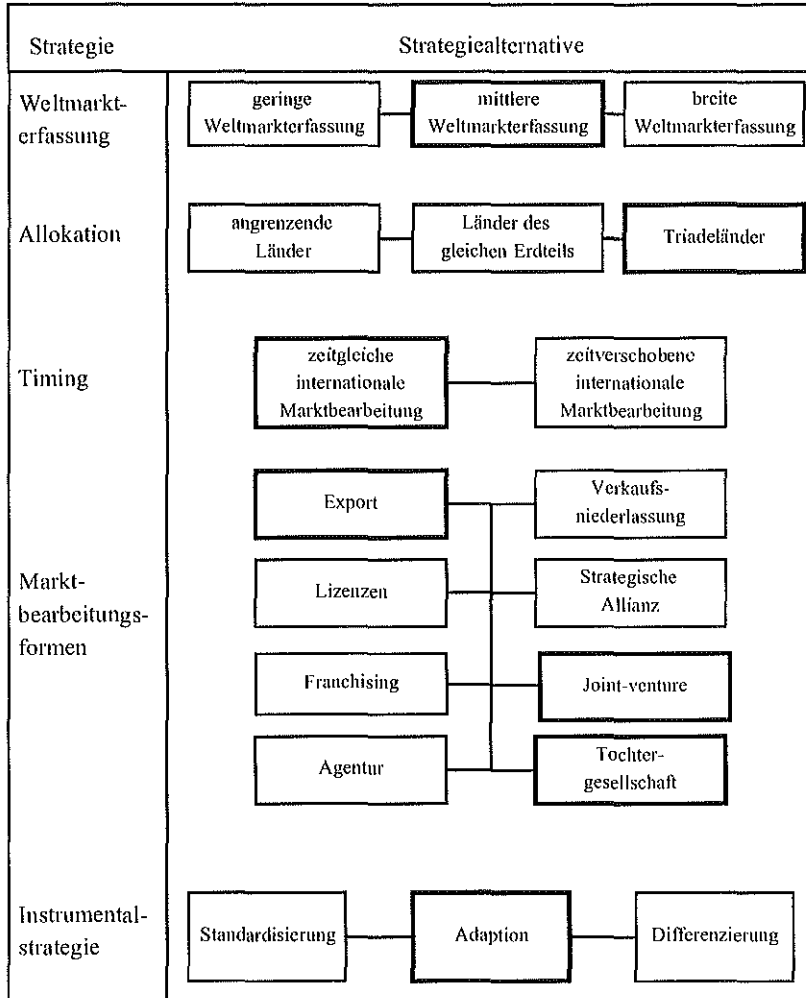 Strategie
Strategiealternative
Weltmarkt-
erfassung
geringe
Weltmarkterfassung
mittlere
Weltmarkterfassung
breite
Weltmarkterfassung
Allokation
angrenzende
Länder
Länder des
gleichen Erdteils
Triadeländer
Timing
zeitgleiche
internationale
Marktbearbeitung
zeitverschobene
internationale
Marktbearbeitung
Markt-
bearbeitungs-
formen
Export
Verkaufs-
niederlassung
Lizenzen
Strategische
Allianz
Franchising
Joint-venture
Agentur
Tochter-
gesellschaft
Instrumental-
strategie
Standardisierung
Adaption
Differenzierung